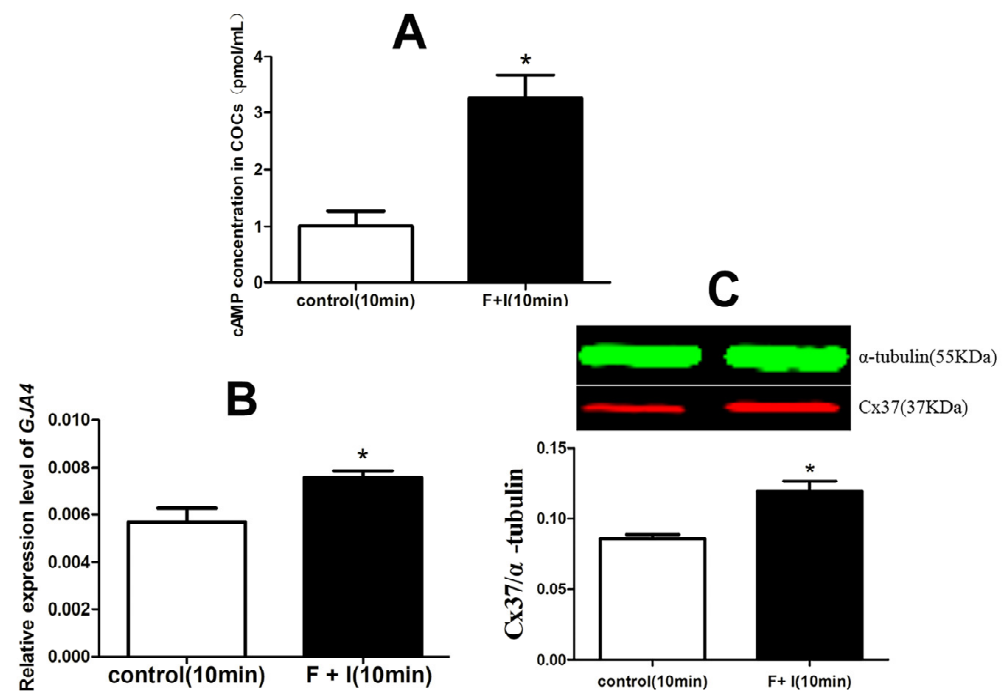 A
cAMP concentration in COCs（pmol/mL）
4
*
3
2
1
0
control(10min) F+I(10min)
B
Relative expression level of GJA4
0.010
*
0.008
0.006
0.004
0.002
0.000
control(10min) F + I(10min)
C
α-tubulin(55KDa)
Cx37(37KDa)
Cx37/α -tubulin
0.15
*
0.10
0.05
0.00
control(10min) F+ I(10min)